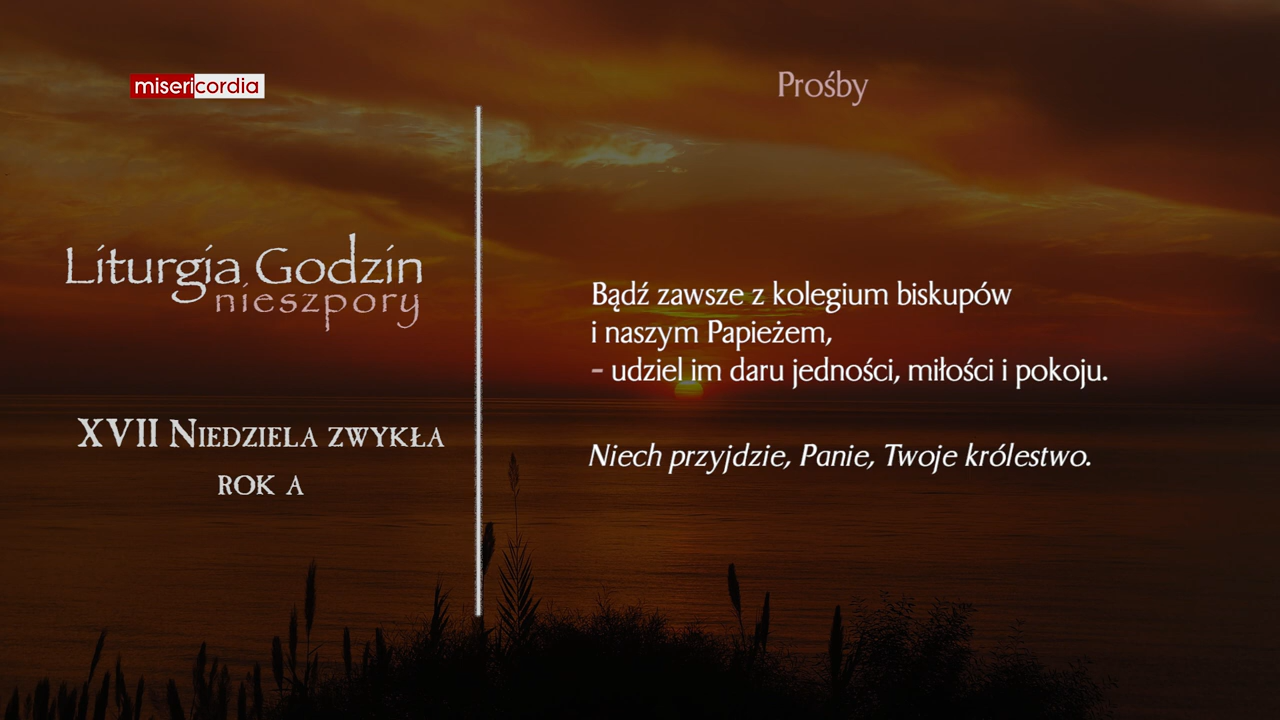 misericordia
Prośby
Liturgia Godzin
nieszpory
XVII Niedziela zwykła
rok a
Bądź zawsze z kolegium biskupów
i naszym Papieżem,
- udziel im daru jedności, miłości i pokoju.
Niech przyjdzie, Panie, Twoje królestwo.